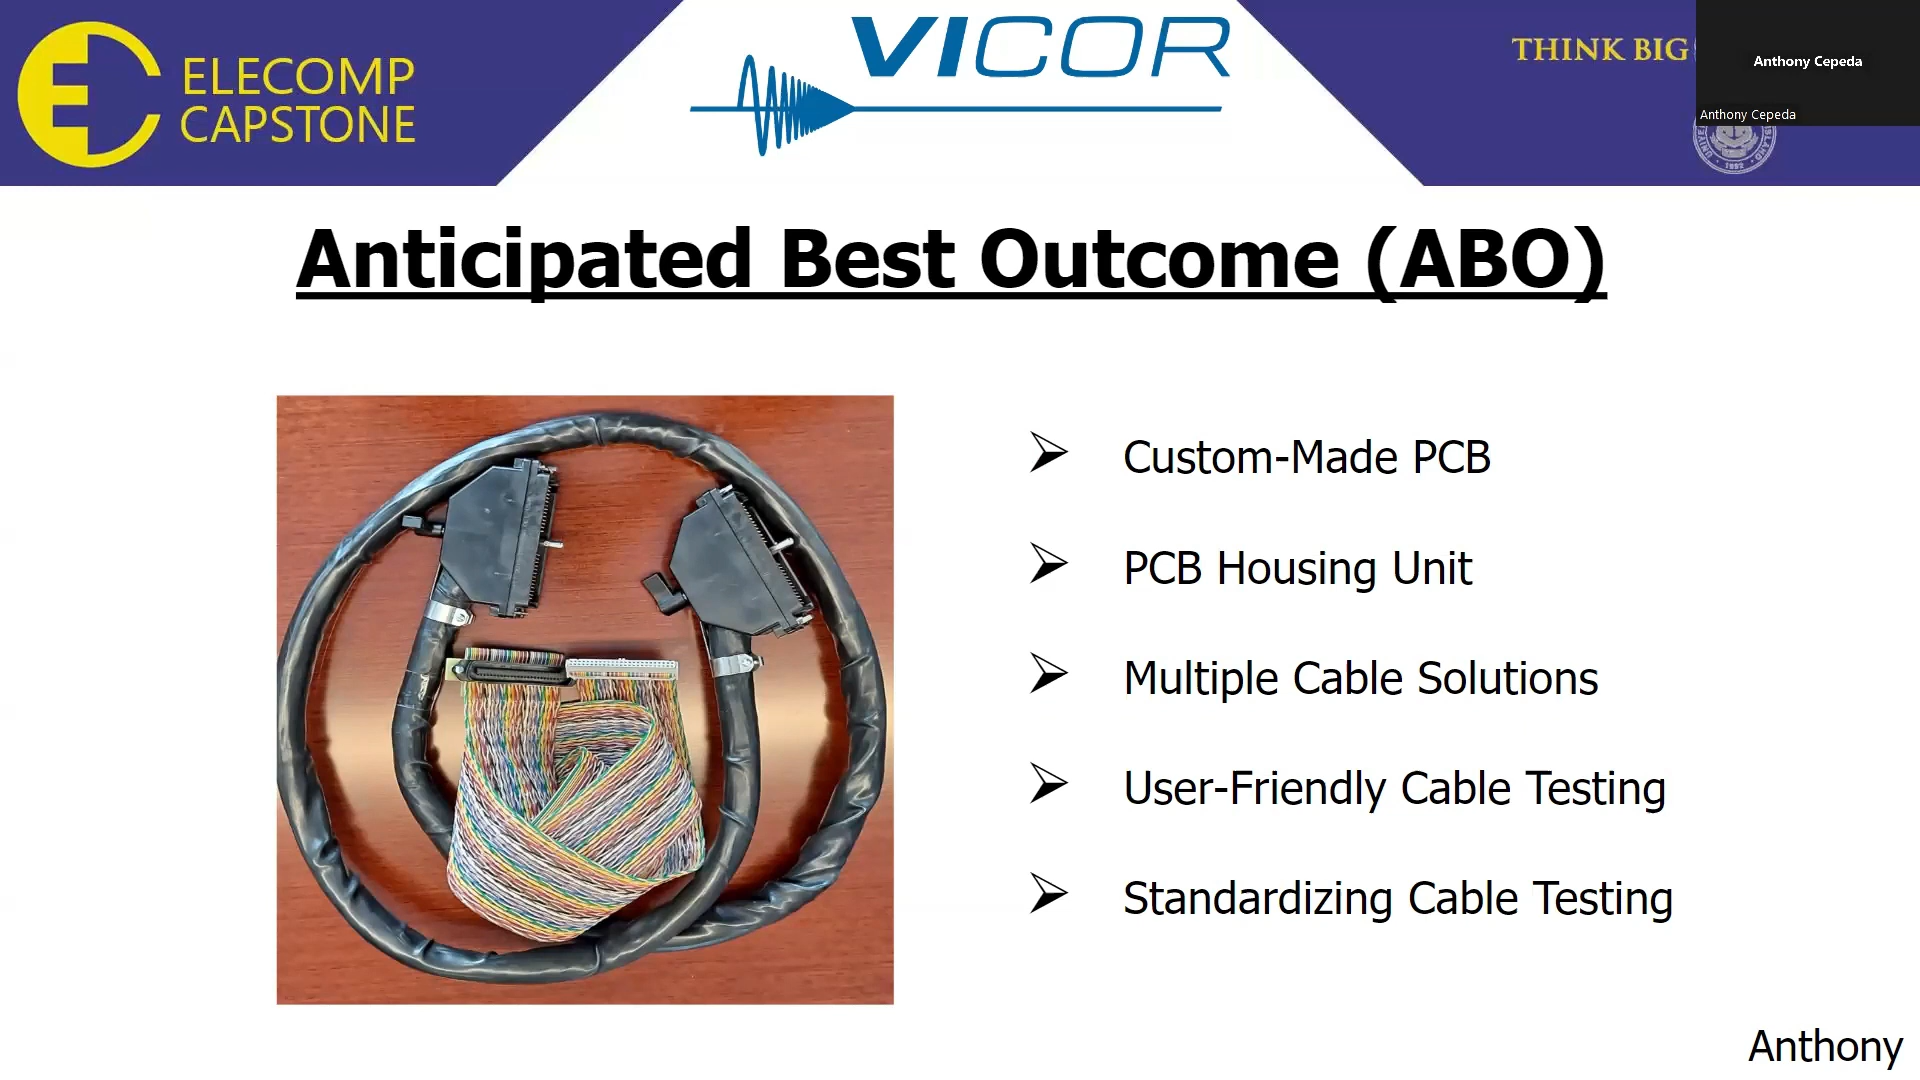 ELECOMP
CAPSTONE
VICOR
THINK BIG
Anthony Cepeda
Anthony Cepeda
1892
Anticipated Best Outcome (ABO)
Custom-Made PCB
PCB Housing Unit
Multiple Cable Solutions
User-Friendly Cable Testing
Standardizing Cable Testing
Anthony